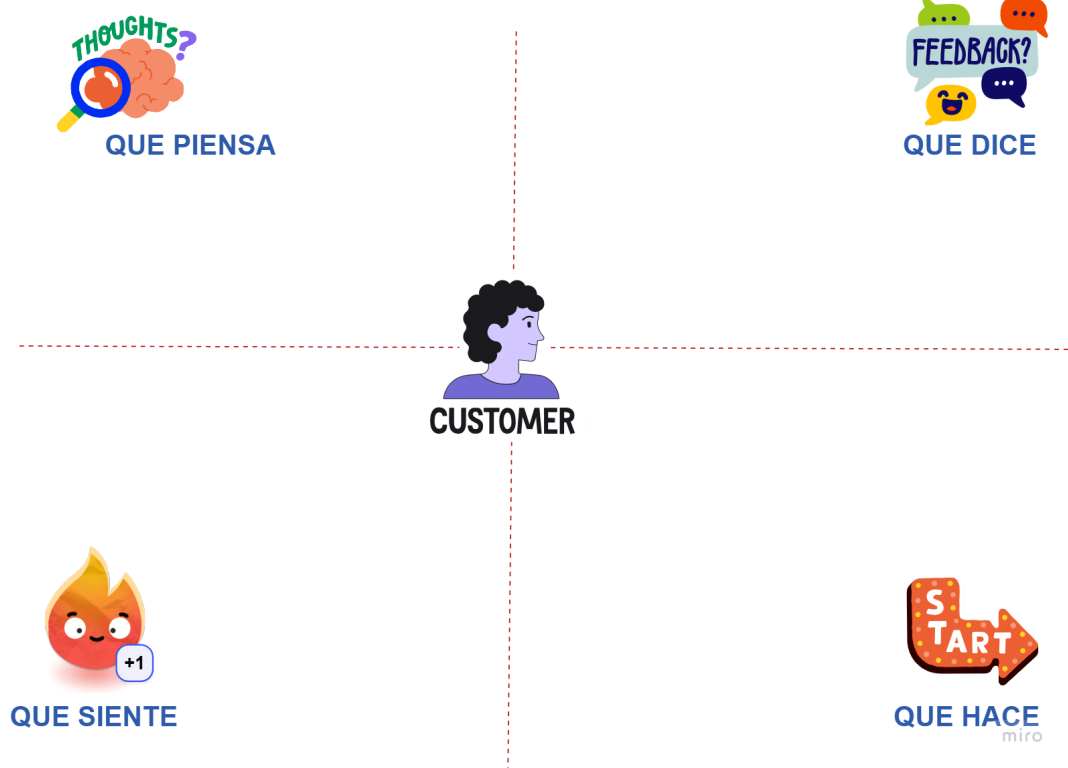 THOUGHTS?
QUE PIENSA
FEEDBACK?
QUE DICE
CUSTOMER
+1
QUE SIENTE
START
QUE HACE
miro